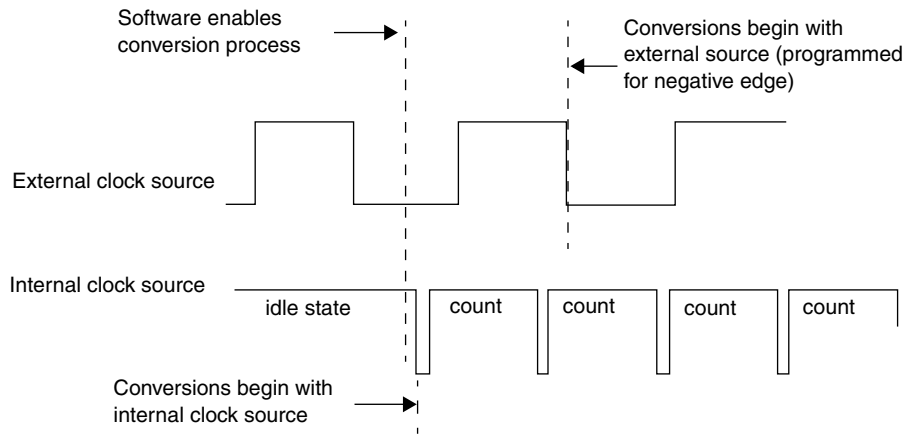 Software enables
conversion process
Conversions begin with
external source (programmed
for negative edge)
External clock source
Internal clock source
idle state
count
count
count
count
Conversions begin with
internal clock source